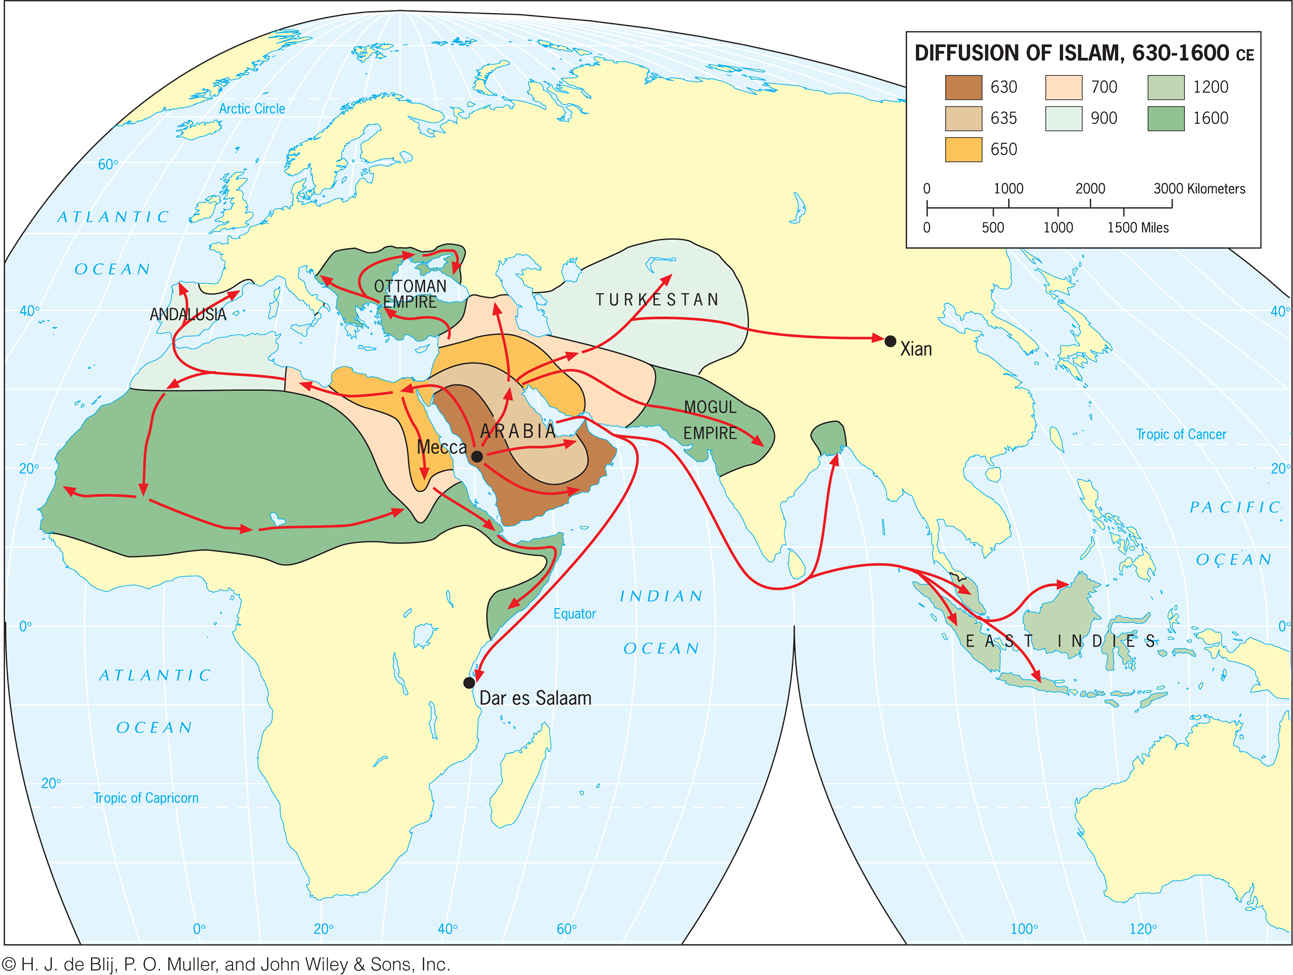 DIFFUSION OF ISLAM, 630-1600 CE
630
700
1200
635
900
1600
650
0
1000
2000
3000 Kilometers
0
500
1000
1500 Miles
Arctic Circle
60°
ATLANTIC
OCEAN
40°
ANDALUSIA
OTTOMAN
EMPIRE
TURKESTAN
Xian
40°
MOGUL
EMPIRE
ARABIA
Mecca
Tropic of Cancer
20°
20°
PACIFIC
OCEAN
INDIAN
OCEAN
Equator
0°
0°
EAST INDIES
ATLANTIC
OCEAN
Dar es Salaam
20°
Tropic of Capricorn
0°
20°
40°
60°
100°
120°
© H. J. de Blij, P. O. Muller, and John Wiley & Sons, Inc.